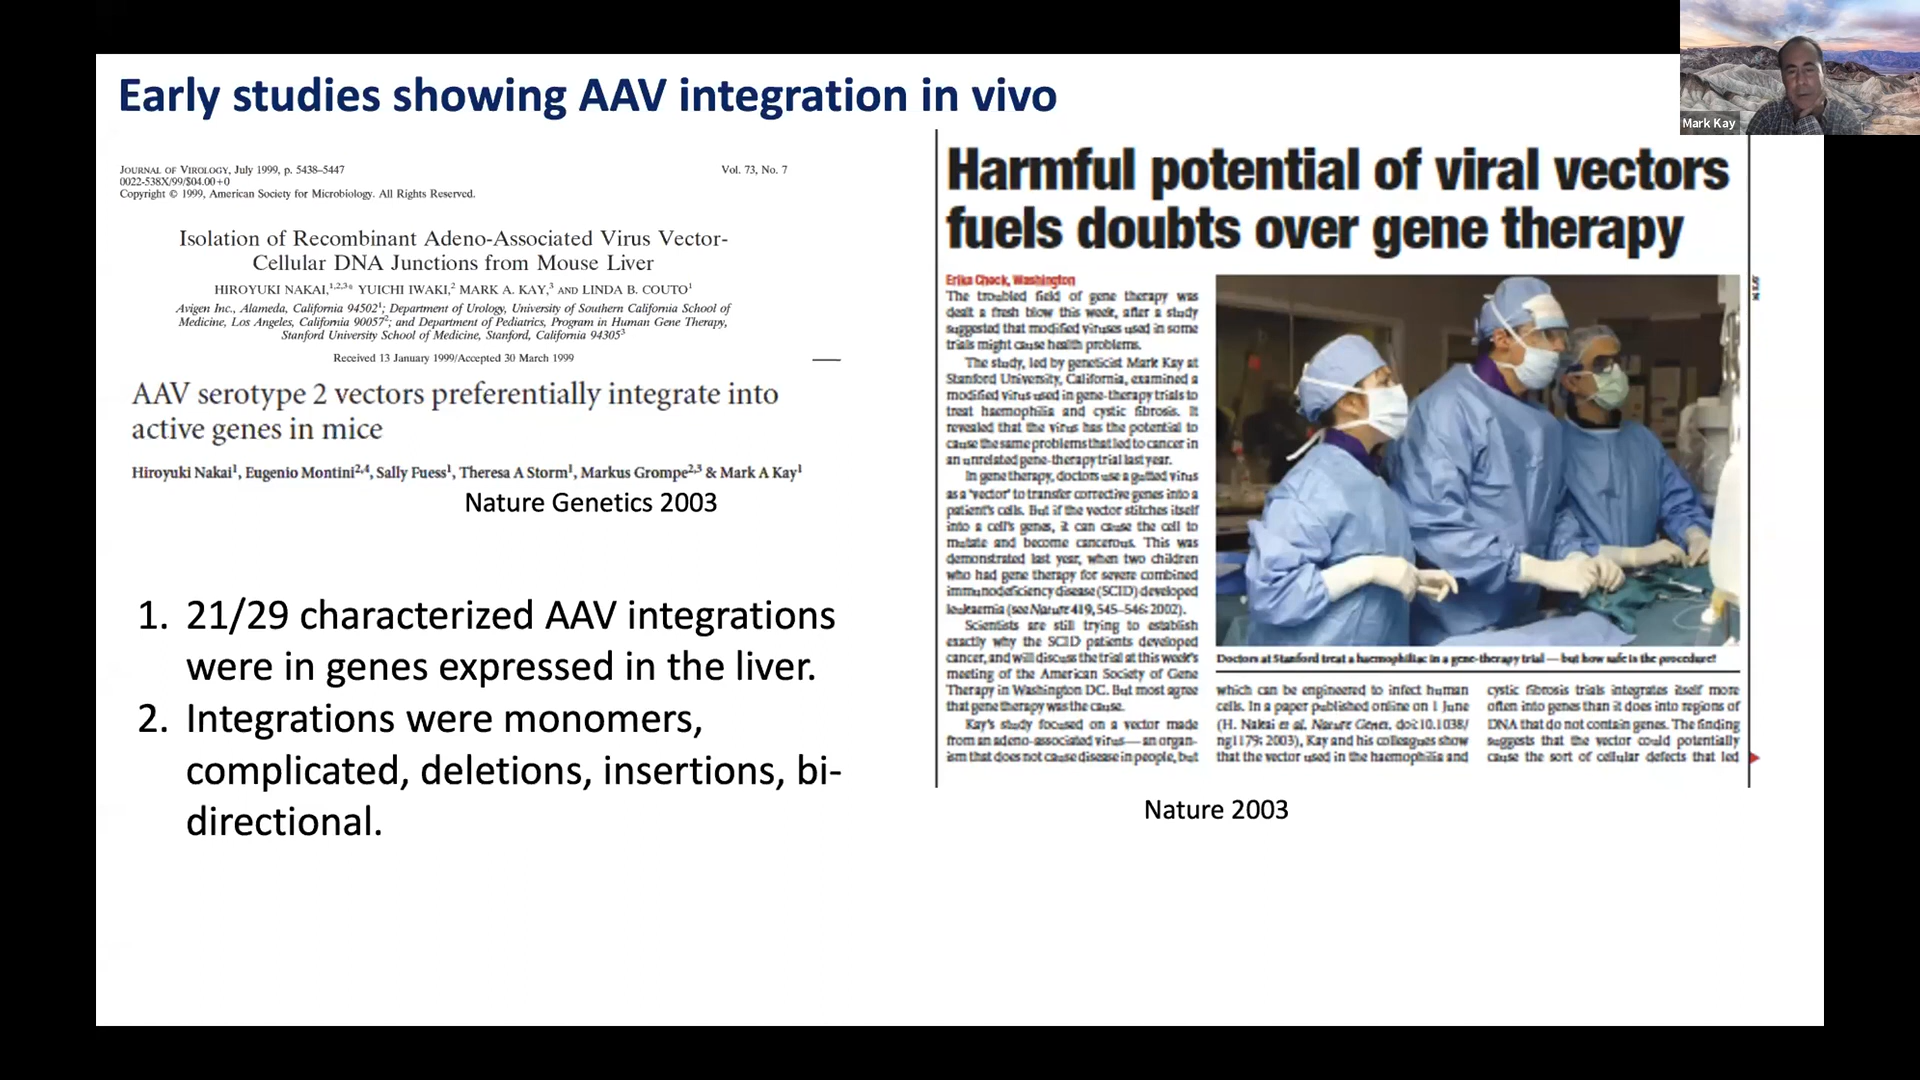 Early studies showing AAV integration in vivo
JOURNAL OF VIROLOGY, July 1999, p. 5438–5447
Vol. 73, No. 7
0022-538X/99/$04.00+0
Copyright © 1999, American Society for Microbiology. All Rights Reserved.
Isolation of Recombinant Adeno-Associated Virus Vector-
Cellular DNA Junctions from Mouse Liver
HIROYUKI NAKAI,1,2,3* YUICHI IWAKI,2 MARK A. KAY,3 AND LINDA B. COUTO1
Avigen Inc., Alameda, California 945021; Department of Urology, University of Southern California School of
Medicine, Los Angeles, California 900572; and Department of Pediatrics, Program in Human Gene Therapy,
Stanford University School of Medicine, Stanford, California 943053
Received 13 January 1999/Accepted 30 March 1999
AAV serotype 2 vectors preferentially integrate into
active genes in mice
Hiroyuki Nakai1, Eugenio Montini2,4, Sally Fuess1, Theresa A Storm1, Markus Grompe2,3 & Mark A Kay1
Nature Genetics 2003
1. 21/29 characterized AAV integrations
were in genes expressed in the liver.
2. Integrations were monomers,
complicated, deletions, insertions, bi-
directional.
Harmful potential of viral vectors
fuels doubts over gene therapy
Erika Check, Washington
The troubled field of gene therapy was
dealt a fresh blow this week, after a study
suggested that modified viruses used in some
trials might cause health problems.
The study, led by geneticist Mark Kay at
Stanford University, California, examined a
modified virus used in gene-therapy trials to
treat haemophilia and cystic fibrosis. It
revealed that the virus has the potential to
cause the same problems that led to cancer in
an unrelated gene-therapy trial last year.
In gene therapy, doctors use a gutted virus
as a 'vector' to transfer corrective genes into a
patient's cells. But if the vector stitches itself
into a cell's genes, it can cause the cell to
mutate and become cancerous. This was
demonstrated last year, when two children
who had gene therapy for severe combined
immunodeficiency disease (SCID) developed
leukaemia (see Nature 419, 545–546; 2002).
Scientists are still trying to establish
exactly why the SCID patients developed
cancer, and will discuss the trial at this week's
meeting of the American Society of Gene
Therapy in Washington DC. But most agree
that gene therapy was the cause.
Kay's study focused on a vector made
from an adeno-associated virus — an organ-
ism that does not cause disease in people, but
Doctors at Stanford treat a haemophiliac in a gene-therapy trial — but how safe is the procedure?
which can be engineered to infect human
cells. In a paper published online on 1 June
(H. Nakai et al. Nature Genet. doi:10.1038/
ng1179; 2003), Kay and his colleagues show
that the vector used in the haemophilia and
cystic fibrosis trials integrates itself more
often into genes than it does into regions of
DNA that do not contain genes. The finding
suggests that the vector could potentially
cause the sort of cellular defects that led
Nature 2003
Mark Kay